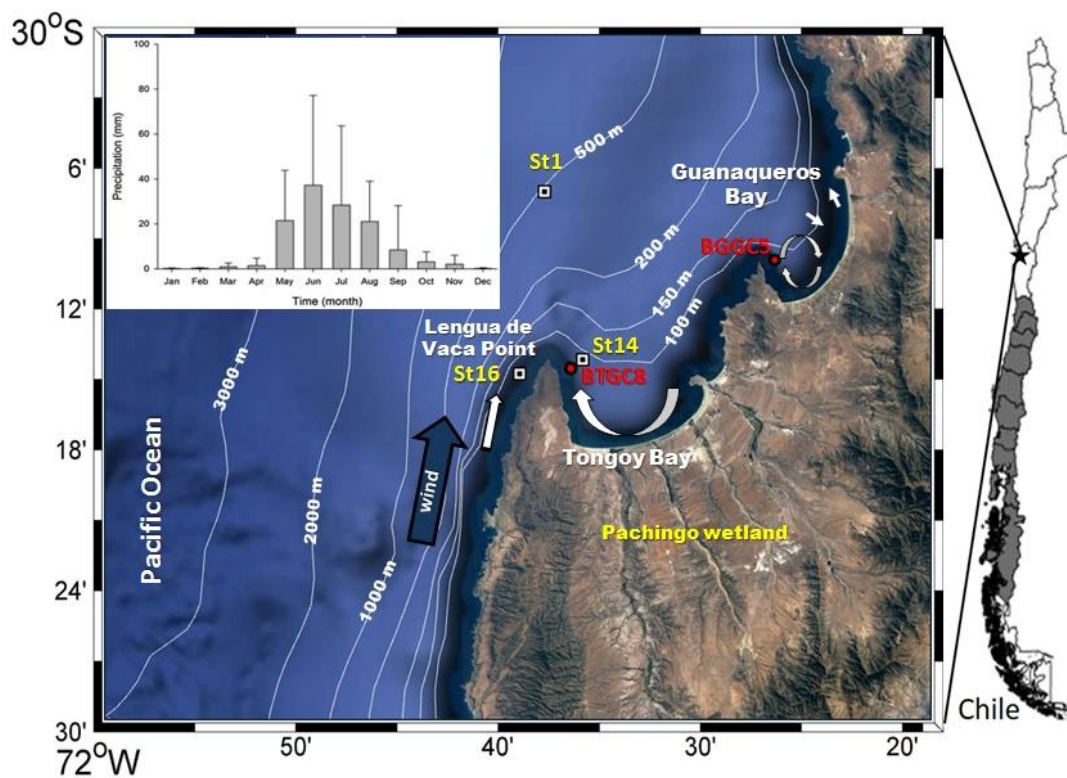 30°S
6'
12'
18'
24'
30'
72°W
50'
40'
30'
20'
Precipitation (mm)
100
80
60
40
20
0
Jan Feb Mar Apr May Jun Jul Aug Sep Oct Nov Dec
Time (month)
St1
500 m
Guanaqueros
Bay
BGGC5
200 m
150 m
100 m
Lengua de
Vaca Point
St14
St16
BTGC8
3000 m
2000 m
1000 m
wind
Tongoy Bay
Pachingo wetland
Pacific Ocean
Chile